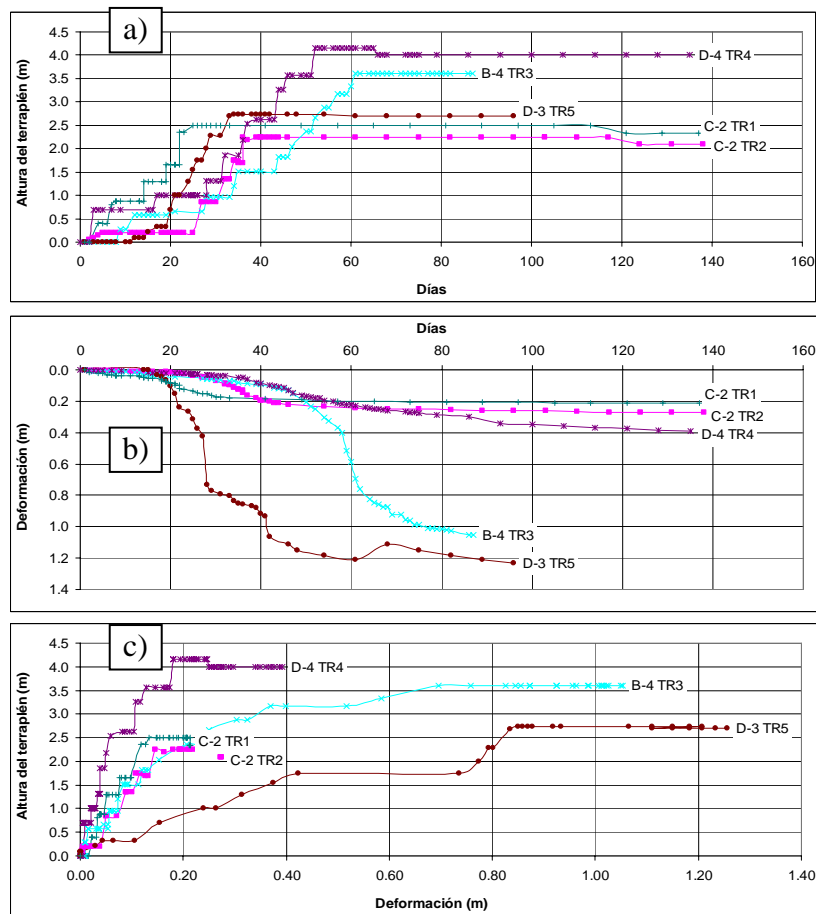 a)
Altura del terraplén (m)
4.5
4.0
3.5
3.0
2.5
2.0
1.5
1.0
0.5
0.0
D-4 TR4
B-4 TR3
D-3 TR5
C-2 TR1
C-2 TR2
0 20 40 60 80 100 120 140 160
Días
Días
0 20 40 60 80 100 120 140 160
b)
Deformación (m)
0.0
0.2
0.4
0.6
0.8
1.0
1.2
1.4
C-2 TR1
C-2 TR2
D-4 TR4
B-4 TR3
D-3 TR5
c)
Altura del terraplén (m)
4.5
4.0
3.5
3.0
2.5
2.0
1.5
1.0
0.5
0.0
D-4 TR4
B-4 TR3
D-3 TR5
C-2 TR1
C-2 TR2
0.00 0.20 0.40 0.60 0.80 1.00 1.20 1.40
Deformación (m)